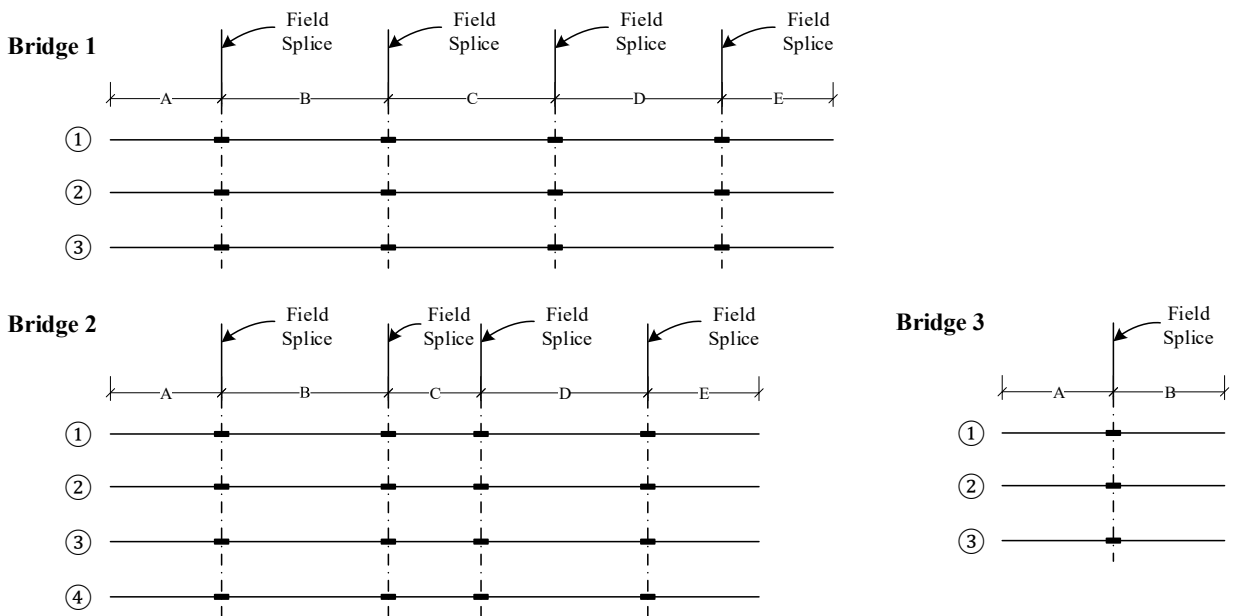 Bridge 1
Field
Splice
Field
Splice
Field
Splice
Field
Splice
A B C D E
①
②
③
Bridge 2
Field
Splice
Field
Splice
Field
Splice
Field
Splice
A B C D E
①
②
③
④
Bridge 3
Field
Splice
A B
①
②
③